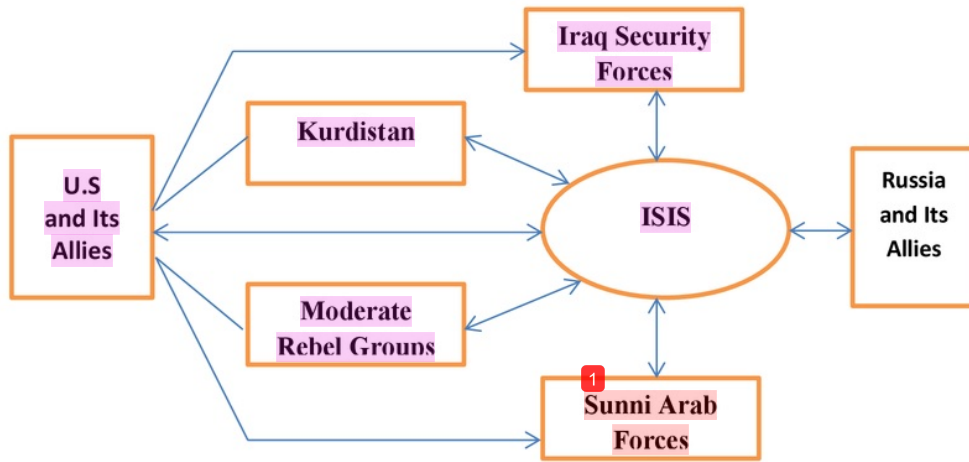 Iraq Security
Forces
Kurdistan
U.S
and Its
Allies
ISIS
Russia
and Its
Allies
Moderate
Rebel Groups
1
Sunni Arab
Forces